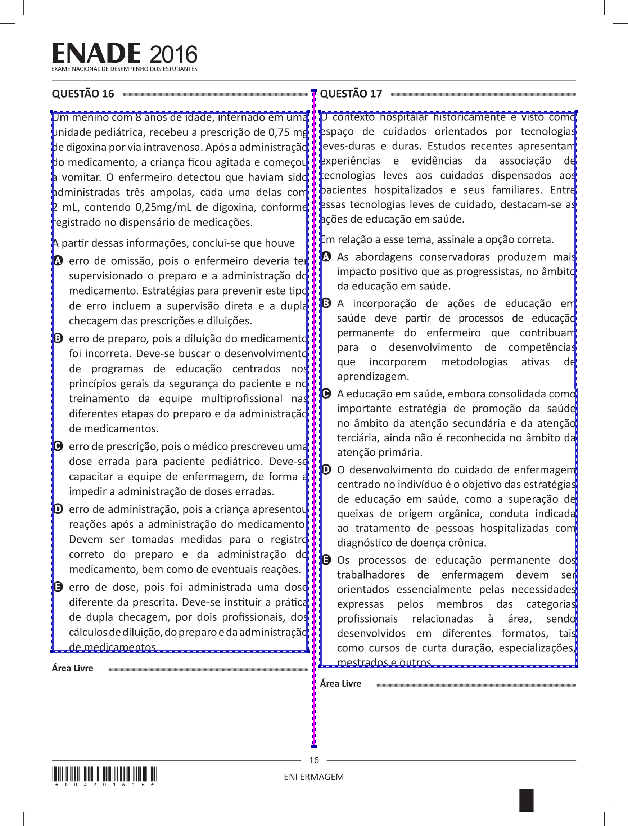 ENADE 2016
EXAME NACIONAL DE DESEMPENHO DOS ESTUDANTES
QUESTÃO 16
Um menino com 8 anos de idade, internado em uma
unidade pediátrica, recebeu a prescrição de 0,75 mg
de digoxina por via intravenosa. Após a administração
do medicamento, a criança ficou agitada e começou
a vomitar. O enfermeiro detectou que haviam sido
administradas três ampolas, cada uma delas com
2 mL, contendo 0,25mg/mL de digoxina, conforme
registrado no dispensário de medicações.
A partir dessas informações, conclui-se que houve
A erro de omissão, pois o enfermeiro deveria ter
supervisionado o preparo e a administração do
medicamento. Estratégias para prevenir este tipo
de erro incluem a supervisão direta e a dupla
checagem das prescrições e diluições.
B erro de preparo, pois a diluição do medicamento
foi incorreta. Deve-se buscar o desenvolvimento
de programas de educação centrados nos
princípios gerais da segurança do paciente e no
treinamento da equipe multiprofissional nas
diferentes etapas do preparo e da administração
de medicamentos.
C erro de prescrição, pois o médico prescreveu uma
dose errada para paciente pediátrico. Deve-se
capacitar a equipe de enfermagem, de forma a
impedir a administração de doses erradas.
D erro de administração, pois a criança apresentou
reações após a administração do medicamento.
Devem ser tomadas medidas para o registro
correto do preparo e da administração do
medicamento, bem como de eventuais reações.
E erro de dose, pois foi administrada uma dose
diferente da prescrita. Deve-se instituir a prática
de dupla checagem, por dois profissionais, dos
cálculos de diluição, do preparo e da administração
de medicamentos.
Área Livre
QUESTÃO 17
O contexto hospitalar historicamente é visto como
espaço de cuidados orientados por tecnologias
leves-duras e duras. Estudos recentes apresentam
experiências e evidências da associação de
tecnologias leves aos cuidados dispensados aos
pacientes hospitalizados e seus familiares. Entre
essas tecnologias leves de cuidado, destacam-se as
ações de educação em saúde.
Em relação a esse tema, assinale a opção correta.
A As abordagens conservadoras produzem mais
impacto positivo que as progressistas, no âmbito
da educação em saúde.
B A incorporação de ações de educação em
saúde deve partir de processos de educação
permanente do enfermeiro que contribuam
para o desenvolvimento de competências
que incorporem metodologias ativas de
aprendizagem.
C A educação em saúde, embora consolidada como
importante estratégia de promoção da saúde
no âmbito da atenção secundária e da atenção
terciária, ainda não é reconhecida no âmbito da
atenção primária.
D O desenvolvimento do cuidado de enfermagem
centrado no indivíduo é o objetivo das estratégias
de educação em saúde, como a superação de
queixas de origem orgânica, conduta indicada
ao tratamento de pessoas hospitalizadas com
diagnóstico de doença crônica.
E Os processos de educação permanente dos
trabalhadores de enfermagem devem ser
orientados essencialmente pelas necessidades
expressas pelos membros das categorias
profissionais relacionadas à área, sendo
desenvolvidos em diferentes formatos, tais
como cursos de curta duração, especializações,
mestrados e outros.
Área Livre
16
ENFERMAGEM